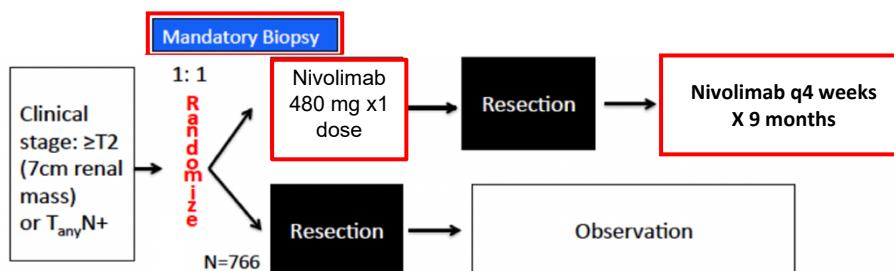 Mandatory Biopsy
1: 1
Randomize
Clinical
stage: ≥T2
(7cm renal
mass)
or TanyN+
Nivolimab
480 mg x1
dose
Resection
Nivolimab q4 weeks
X 9 months
N=766
Resection
Observation